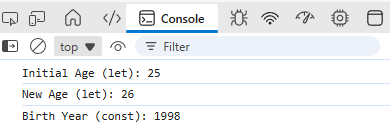 Console
top
Filter
Initial Age (let): 25
New Age (let): 26
Birth Year (const): 1998